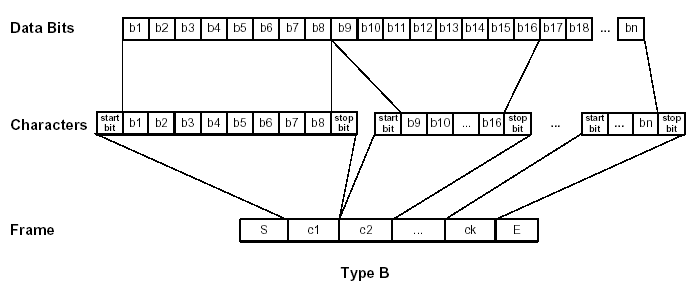 Data Bits b1 b2 b3 b4 b5 b6 b7 b8 b9 b10 b11 b12 b13 b14 b15 b16 b17 b18 ... bn
Characters start bit b1 b2 b3 b4 b5 b6 b7 b8 stop bit start bit b9 b10 ... b16 stop bit ... start bit ... bn stop bit
Frame S c1 c2 ... ck E
Type B